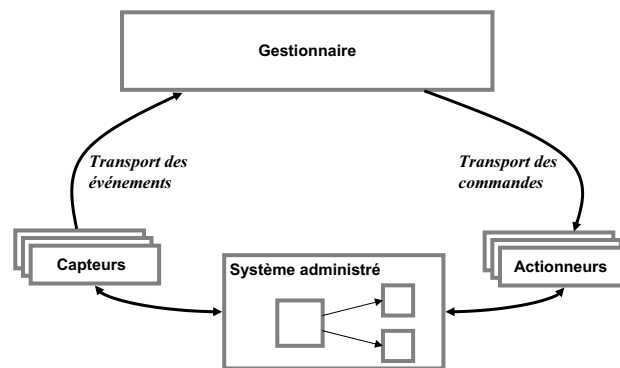 Gestionnaire
Transport des
événements
Transport des
commandes
Capteurs
Système administré
Actionneurs